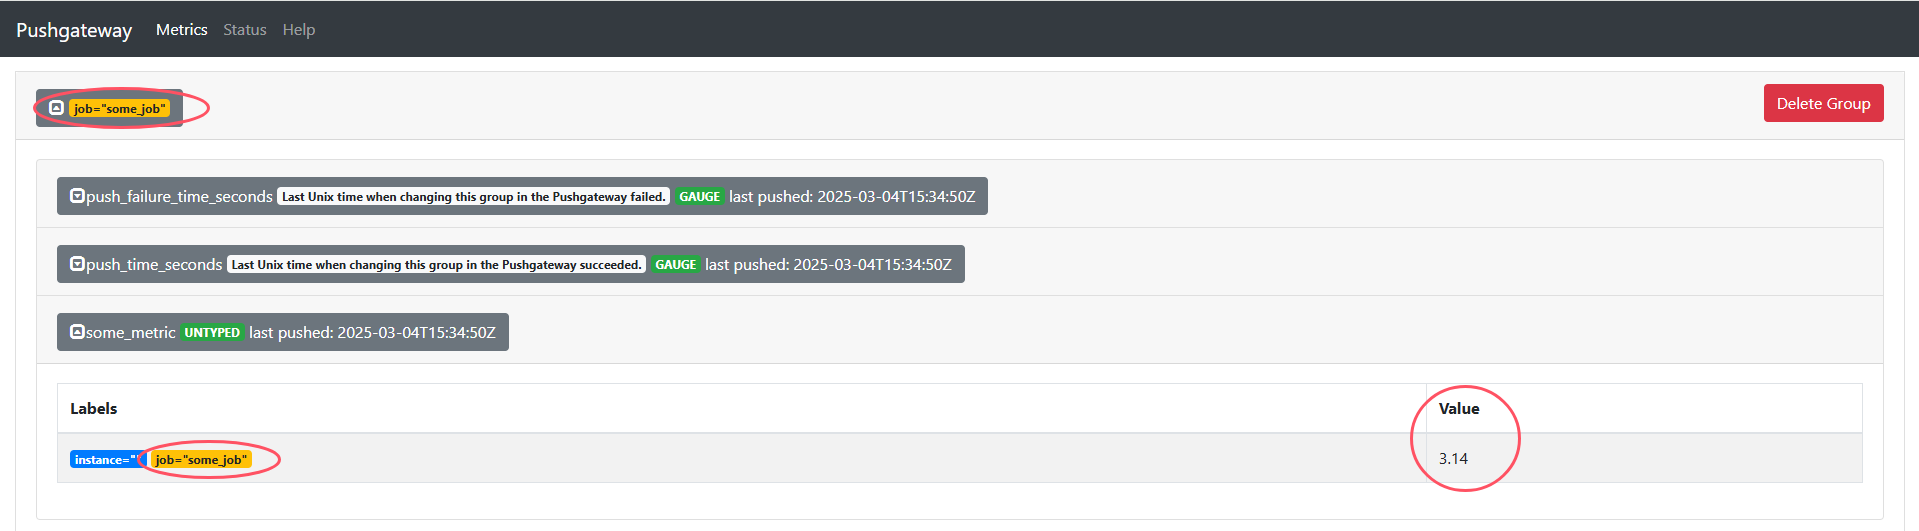 Pushgateway Metrics Status Help
job="some_job" Delete Group
push_failure_time_seconds Last Unix time when changing this group in the Pushgateway failed. GAUGE last pushed: 2025-03-04T15:34:50Z
push_time_seconds Last Unix time when changing this group in the Pushgateway succeeded. GAUGE last pushed: 2025-03-04T15:34:50Z
some_metric UNTYPED last pushed: 2025-03-04T15:34:50Z
Labels Value
instance="" job="some_job" 3.14